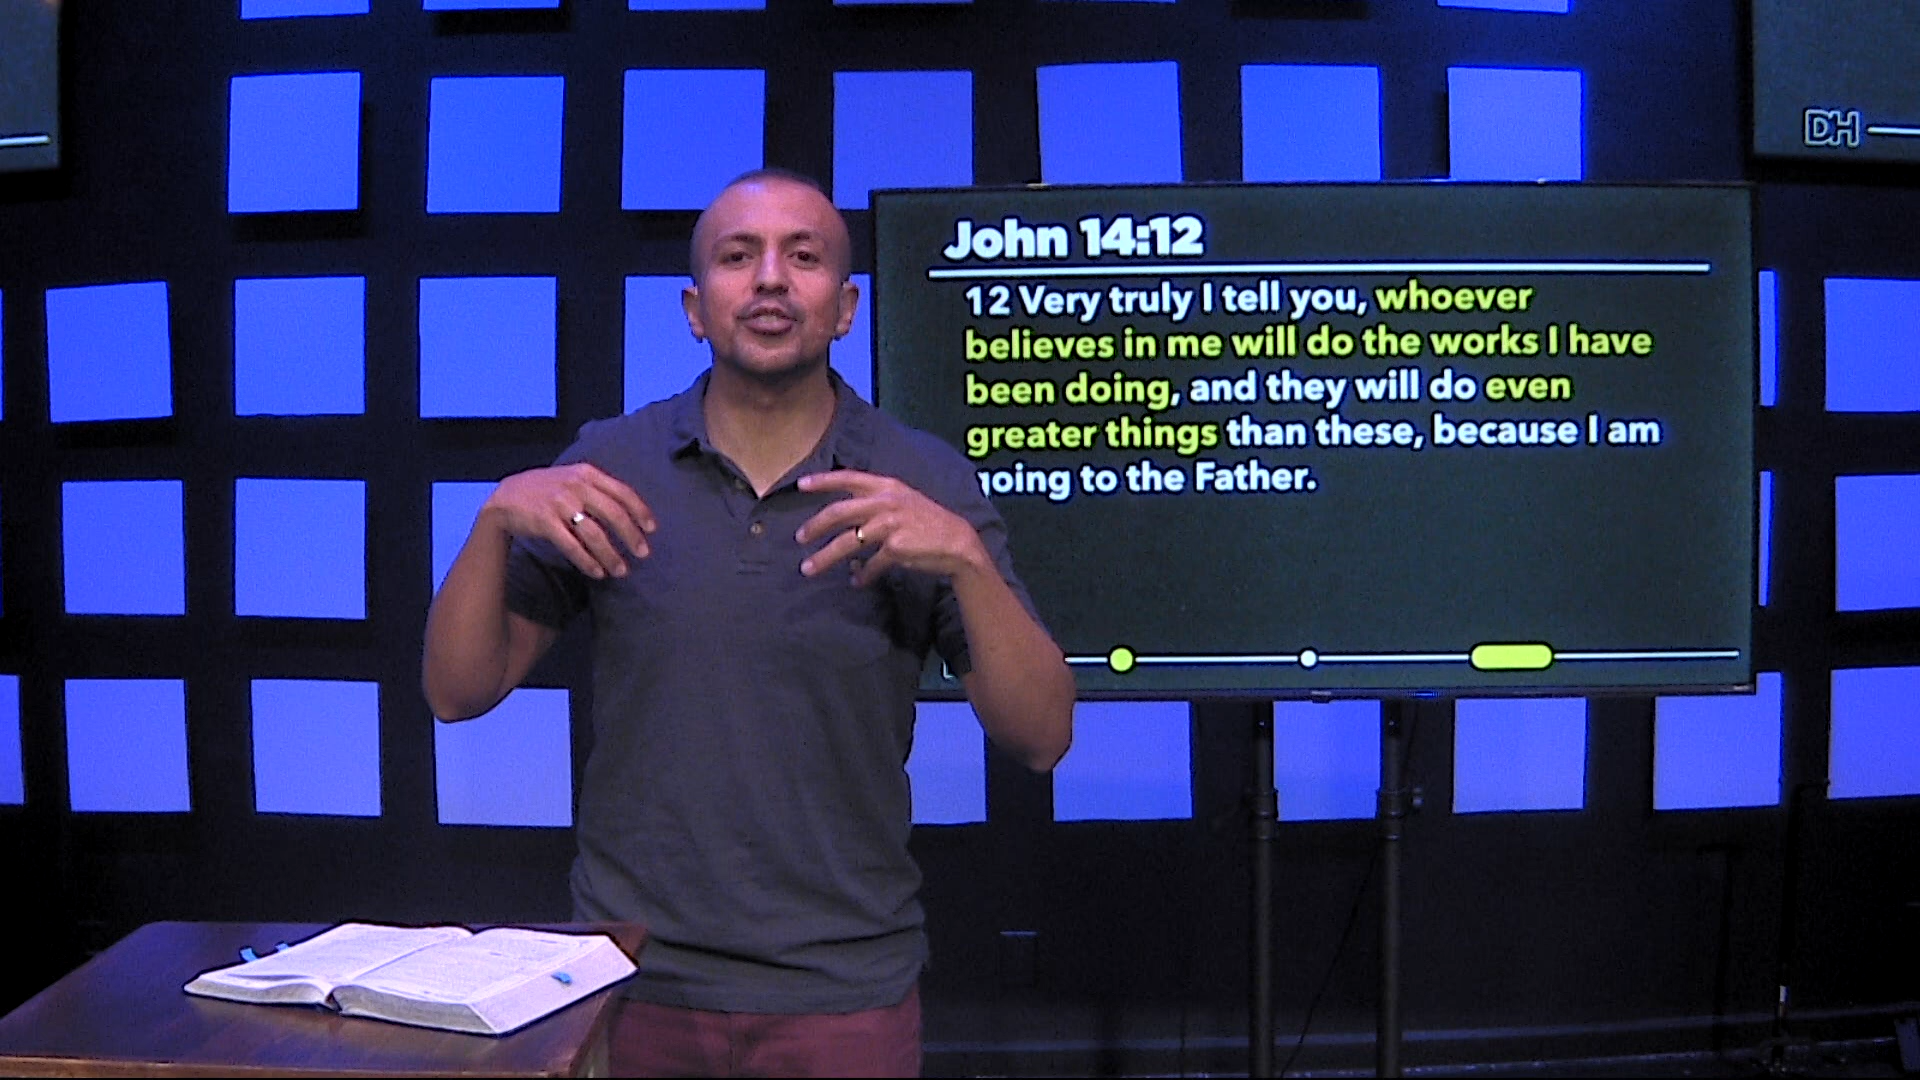 John 14:12
12 Very truly I tell you, whoever
believes in me will do the works I have
been doing, and they will do even
greater things than these, because I am
going to the Father.
DH